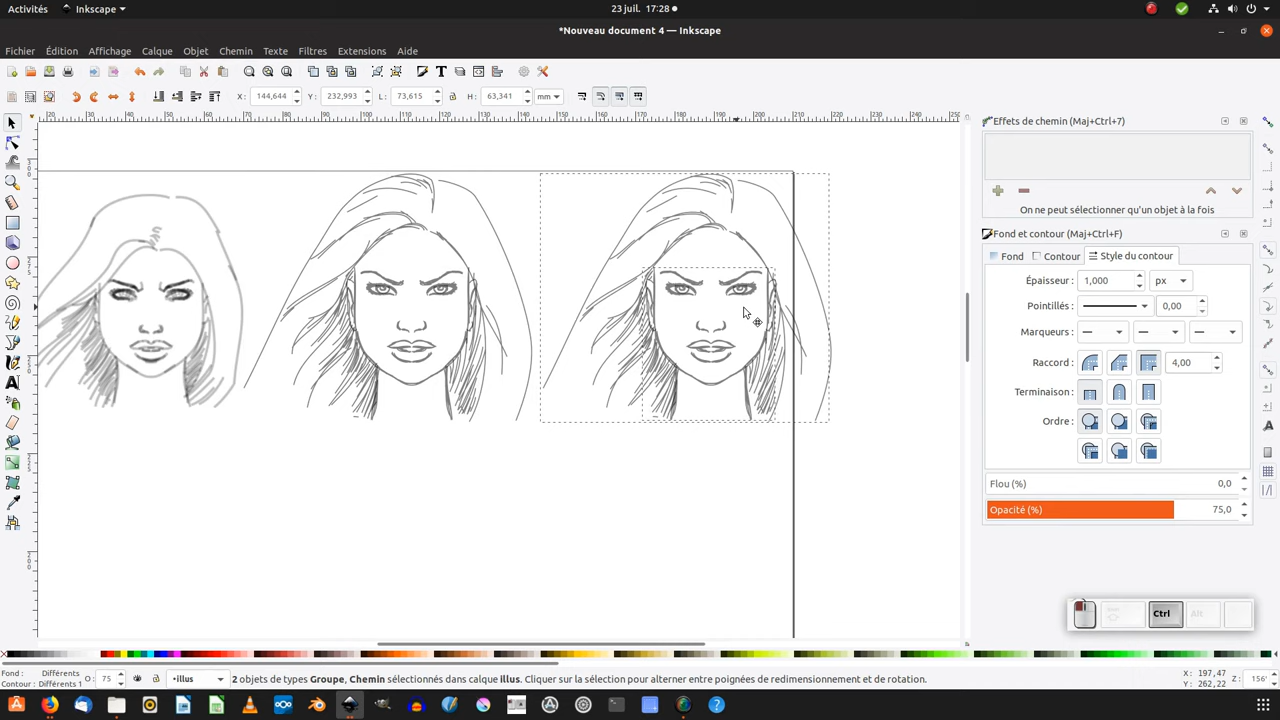 Activités
Inkscape
23 juil. 17:28
*Nouveau document 4 — Inkscape
Fichier
Édition
Affichage
Calque
Objet
Chemin
Texte
Filtres
Extensions
Aide
X: 144,644
Y: 232,993
L: 73,615
H: 63,341
mm
Effets de chemin (Maj+Ctrl+7)
On ne peut sélectionner qu'un objet à la fois
Fond et contour (Maj+Ctrl+F)
Fond
Contour
Style du contour
Épaisseur : 1,000 px
Pointillés : 0,00
Marqueurs :
Raccord : 4,00
Terminaison :
Ordre :
Flou (%) 0,0
Opacité (%) 75,0
Ctrl
Alt
Fond : Différents
Contour : Différents 1
O : 75
•illus
2 objets de types Groupe, Chemin sélectionnés dans calque illus. Cliquer sur la sélection pour alterner entre poignées de redimensionnement et de rotation.
X : 197,47
Y : 262,22
Z : 156